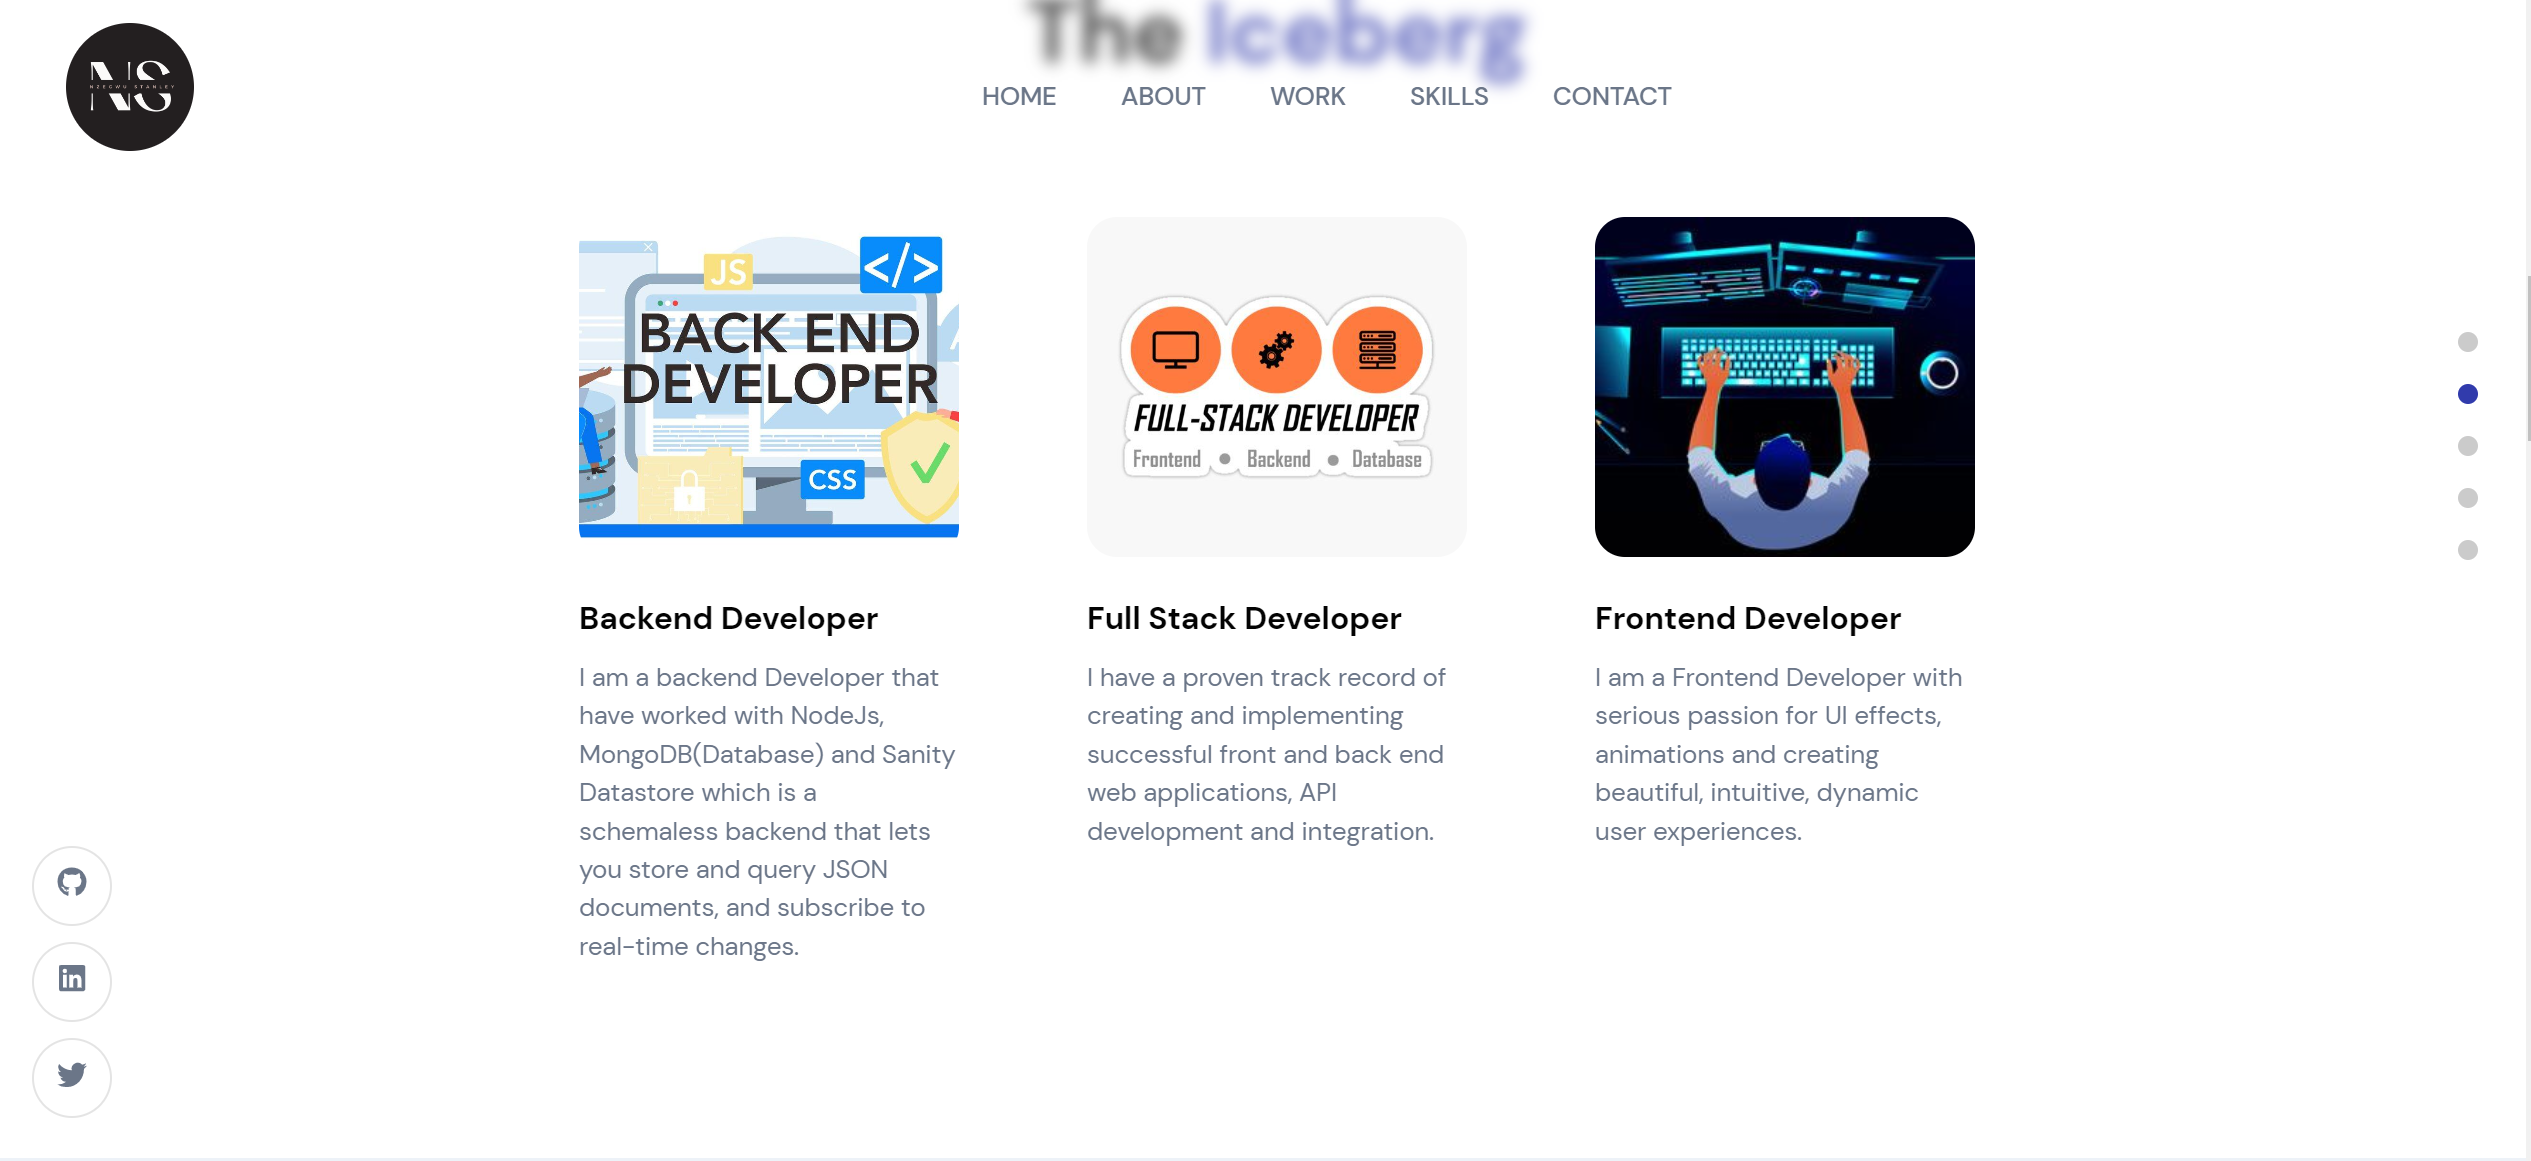 The Iceberg
NS
NZEGWU STANLEY
HOME ABOUT WORK SKILLS CONTACT
JS
</>
BACK END
DEVELOPER
CSS
FULL-STACK DEVELOPER
Frontend • Backend • Database
Backend Developer
I am a backend Developer that
have worked with NodeJs,
MongoDB(Database) and Sanity
Datastore which is a
schemaless backend that lets
you store and query JSON
documents, and subscribe to
real-time changes.
Full Stack Developer
I have a proven track record of
creating and implementing
successful front and back end
web applications, API
development and integration.
Frontend Developer
I am a Frontend Developer with
serious passion for UI effects,
animations and creating
beautiful, intuitive, dynamic
user experiences.
in